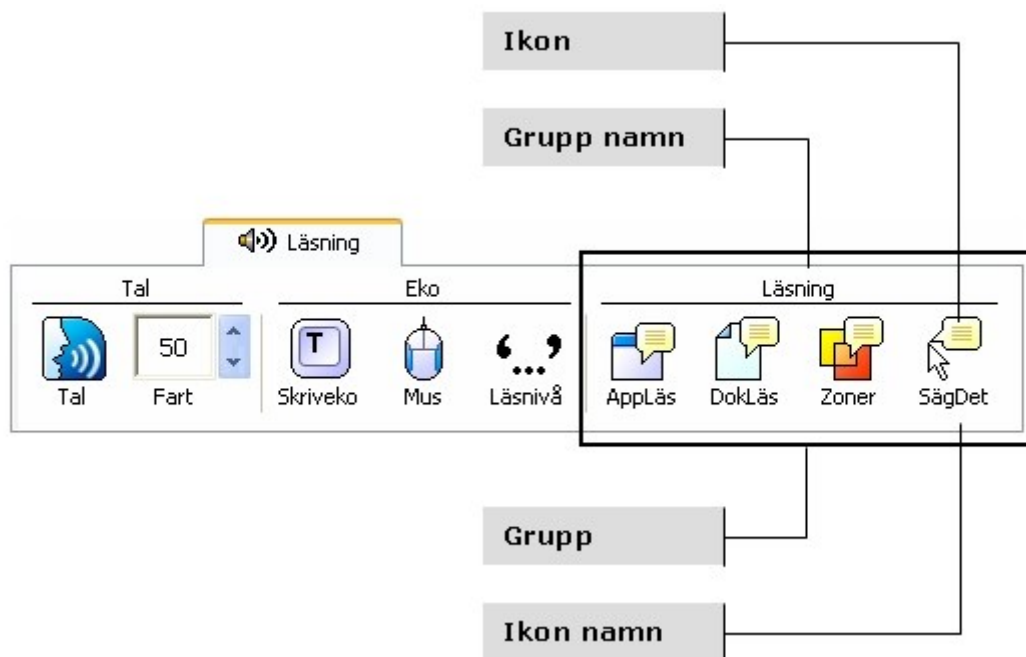 Ikon
Grupp namn
Läsning
Tal Eko Läsning
T
50
Tal Fart Skriveko Mus Läsnivå AppLäs DokLäs Zoner SägDet
Grupp
Ikon namn